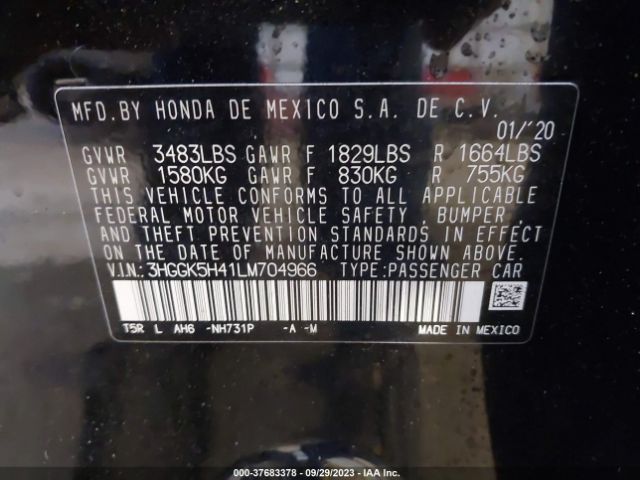 MFD.BY HONDA DE MEXICO S.A. DE C.V.
01/'20
GVWR 3483LBS GAWR F 1829LBS R 1664LBS
GVWR 1580KG GAWR F 830KG R 755KG
THIS VEHICLE CONFORMS TO ALL APPLICABLE
FEDERAL MOTOR VEHICLE SAFETY, BUMPER,
AND THEFT PREVENTION STANDARDS IN EFFECT
ON THE DATE OF MANUFACTURE SHOWN ABOVE.
V.I.N.:3HGGK5H41LM704966 TYPE:PASSENGER CAR
T5R L AH6 -NH731P -A -M
MADE IN MEXICO
000-37683378 / 09/29/2023 / IAA Inc.